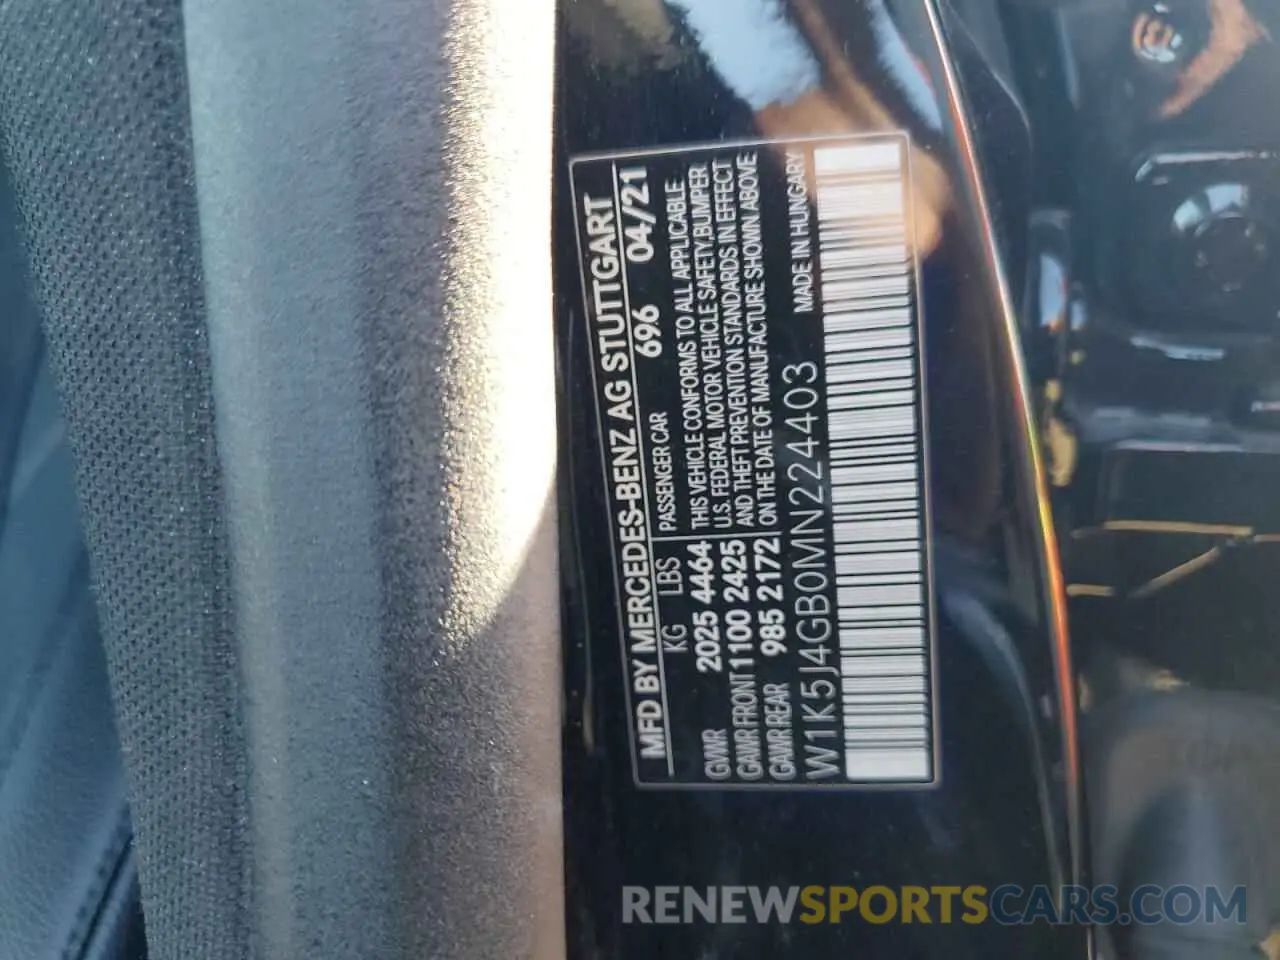 MFD BY MERCEDES-BENZ AG STUTTGART
KG LBS PASSENGER CAR 696 04/21
GVWR 2025 4464 THIS VEHICLE CONFORMS TO ALL APPLICABLE
GAWR FRONT 1100 2425 U.S. FEDERAL MOTOR VEHICLE SAFETY,BUMPER
GAWR REAR 985 2172 AND THEFT PREVENTION STANDARDS IN EFFECT
ON THE DATE OF MANUFACTURE SHOWN ABOVE
W1K5J4GB0MN224403 MADE IN HUNGARY
RENEWSPORTSCARS.COM